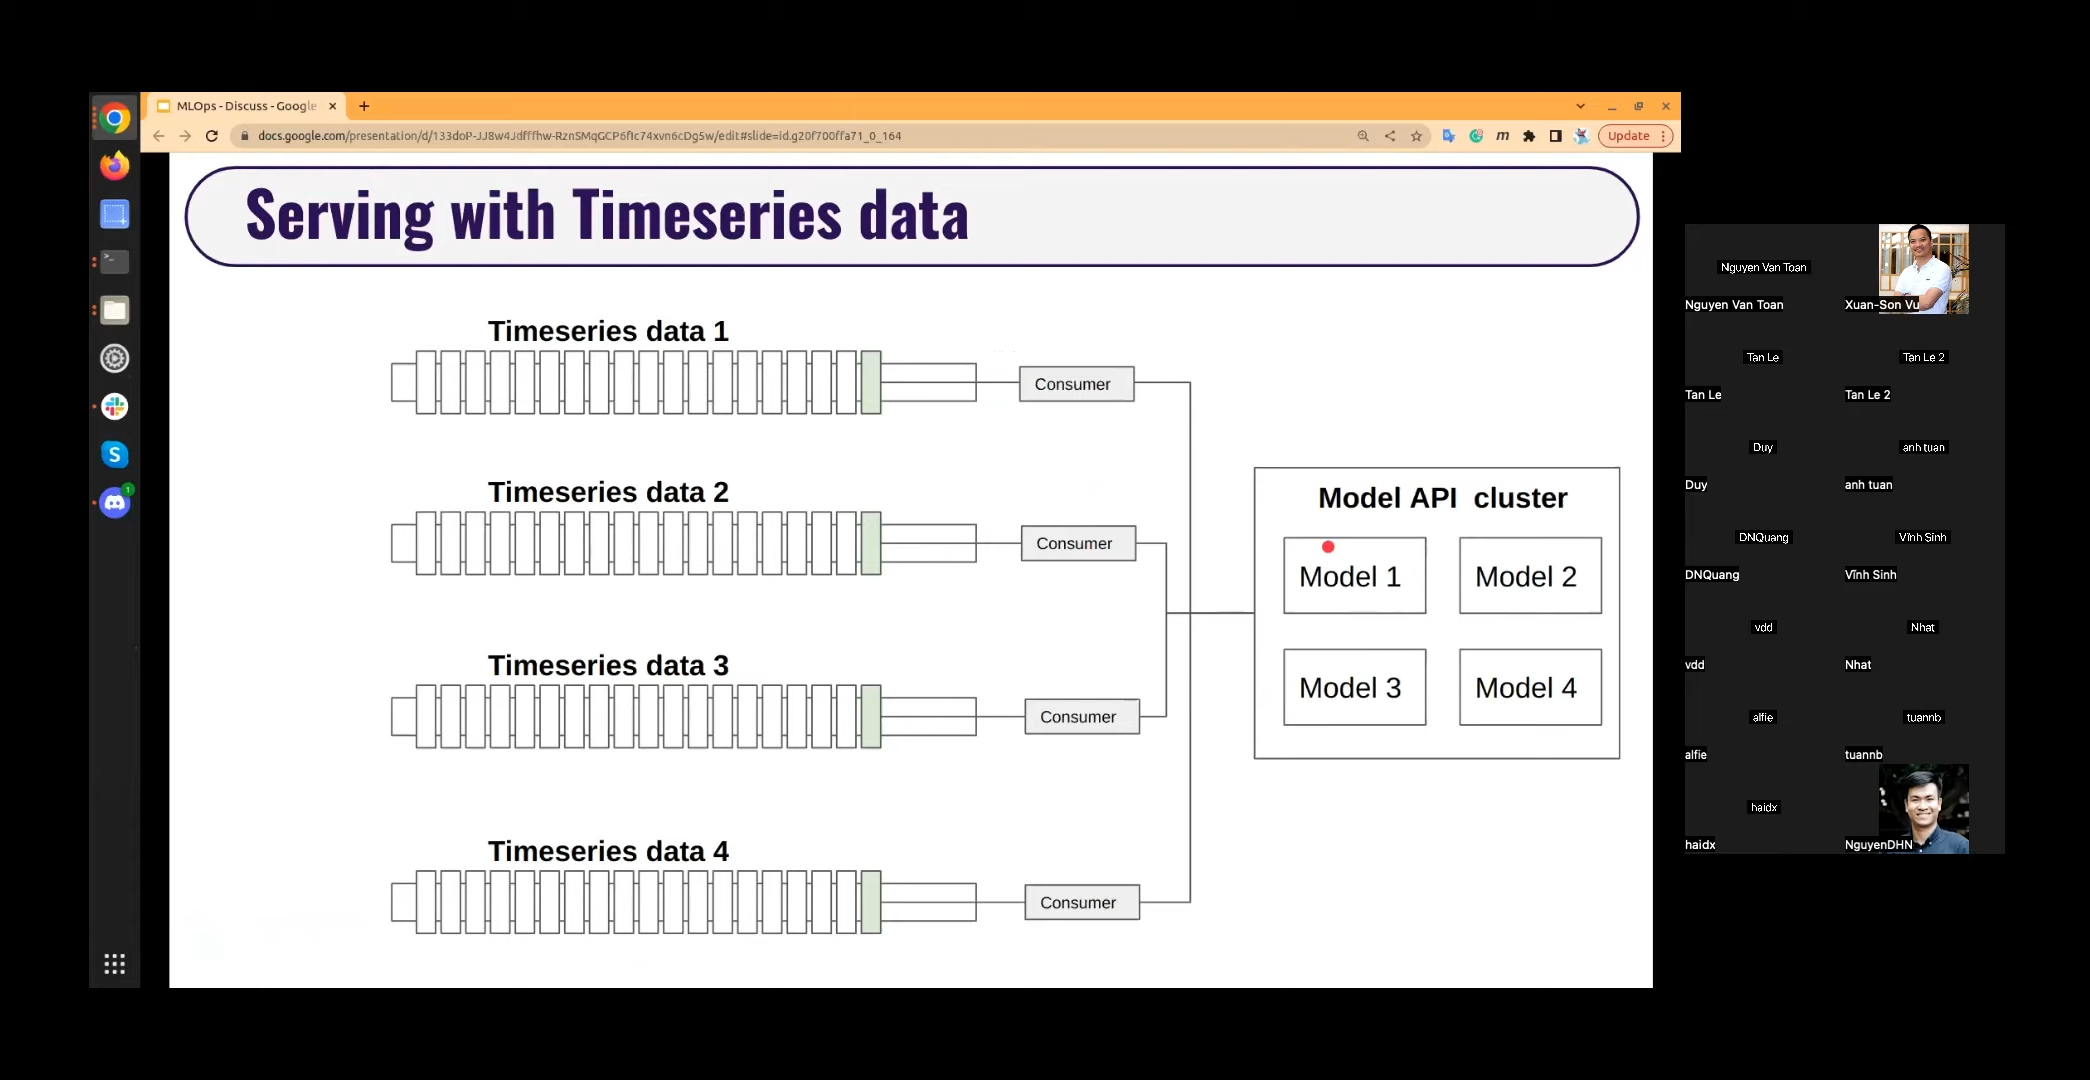 MLOps - Discuss - Google
docs.google.com/presentation/d/133doP-JJ8w4Jdfffhw-RznSMqGCP6ftc74xvn6cDg5w/edit#slide=id.g20f700ffa71_0_164
Update
Serving with Timeseries data
Timeseries data 1
Consumer
Timeseries data 2
Consumer
Timeseries data 3
Consumer
Timeseries data 4
Consumer
Model API cluster
Model 1
Model 2
Model 3
Model 4
Nguyen Van Toan
Nguyen Van Toan
Xuan-Son Vu
Tan Le
Tan Le 2
Tan Le
Tan Le 2
Duy
anh tuan
Duy
anh tuan
DNQuang
Vĩnh Sinh
DNQuang
Vĩnh Sinh
vdd
Nhat
vdd
Nhat
alfie
tuannb
alfie
tuannb
haidx
haidx
NguyenDHN